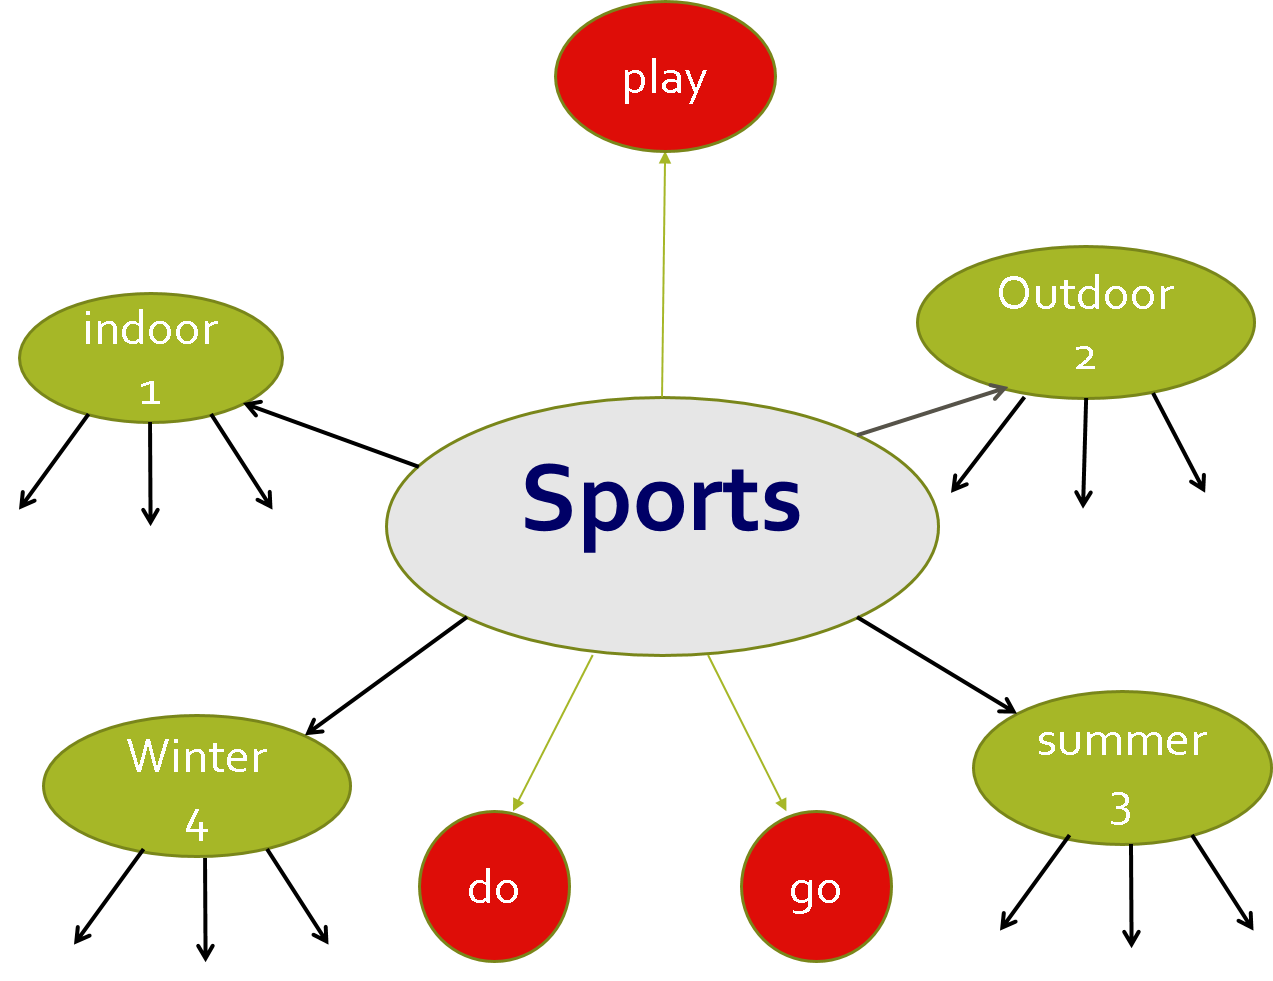 play
Outdoor
2
indoor
1
Sports
Winter
4
summer
3
do
go